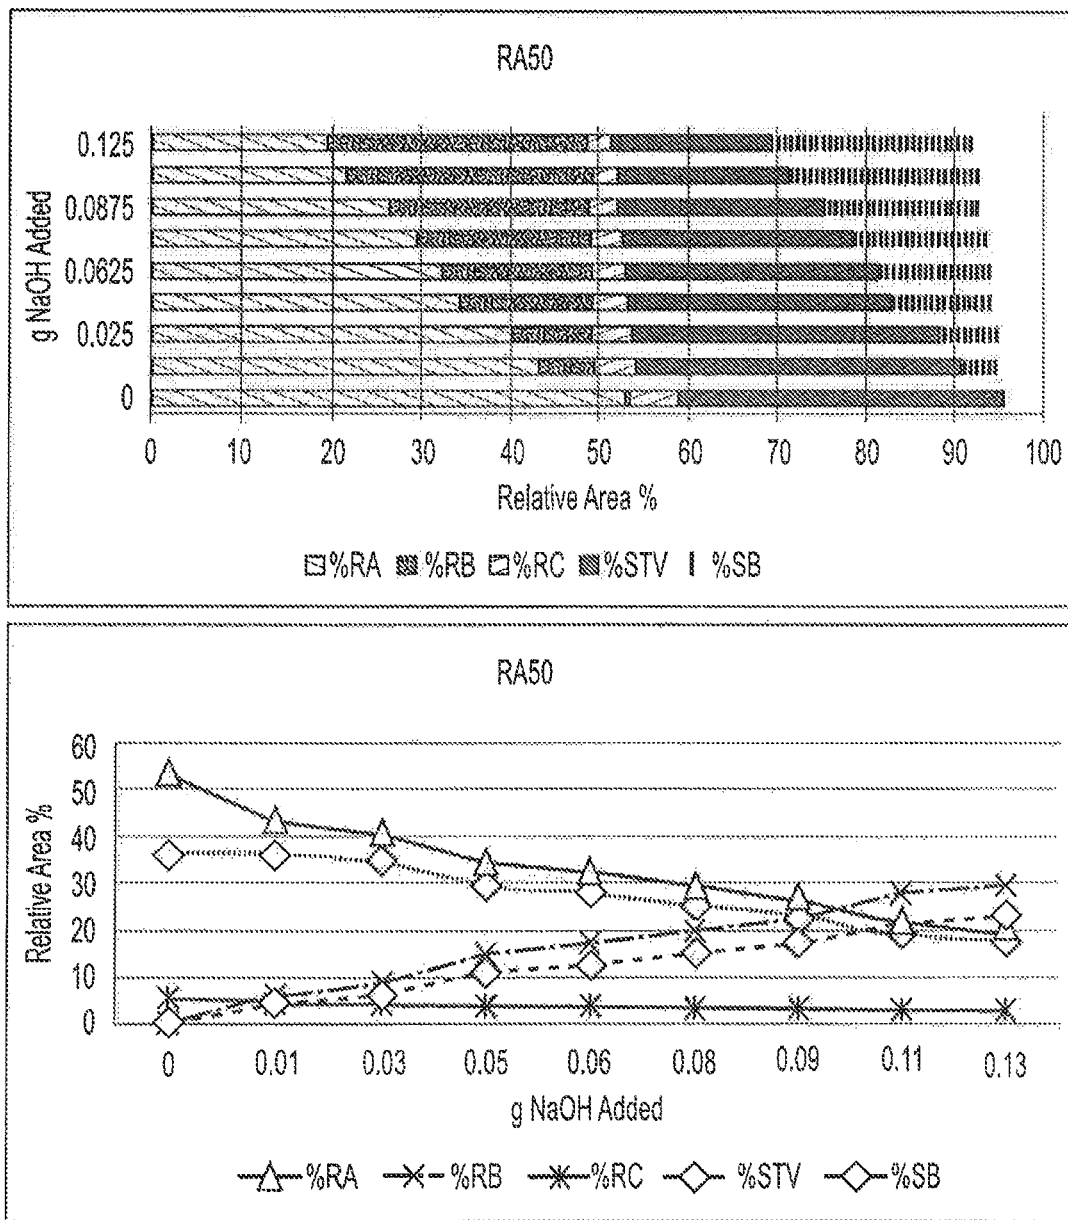 RA50
g NaOH Added
0.125
0.0875
0.0625
0.025
0
0 10 20 30 40 50 60 70 80 90 100
Relative Area %
%RA %RB %RC %STV %SB
RA50
Relative Area %
60
50
40
30
20
10
0
0 0.01 0.03 0.05 0.06 0.08 0.09 0.11 0.13
g NaOH Added
%RA %RB %RC %STV %SB